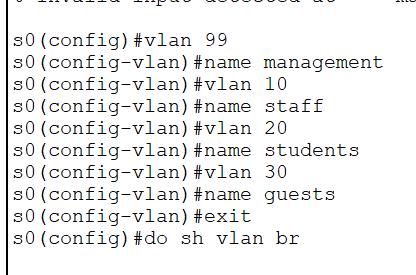 s0(config)#vlan 99
s0(config-vlan)#name management
s0(config-vlan)#vlan 10
s0(config-vlan)#name staff
s0(config-vlan)#vlan 20
s0(config-vlan)#name students
s0(config-vlan)#vlan 30
s0(config-vlan)#name guests
s0(config-vlan)#exit
s0(config)#do sh vlan br